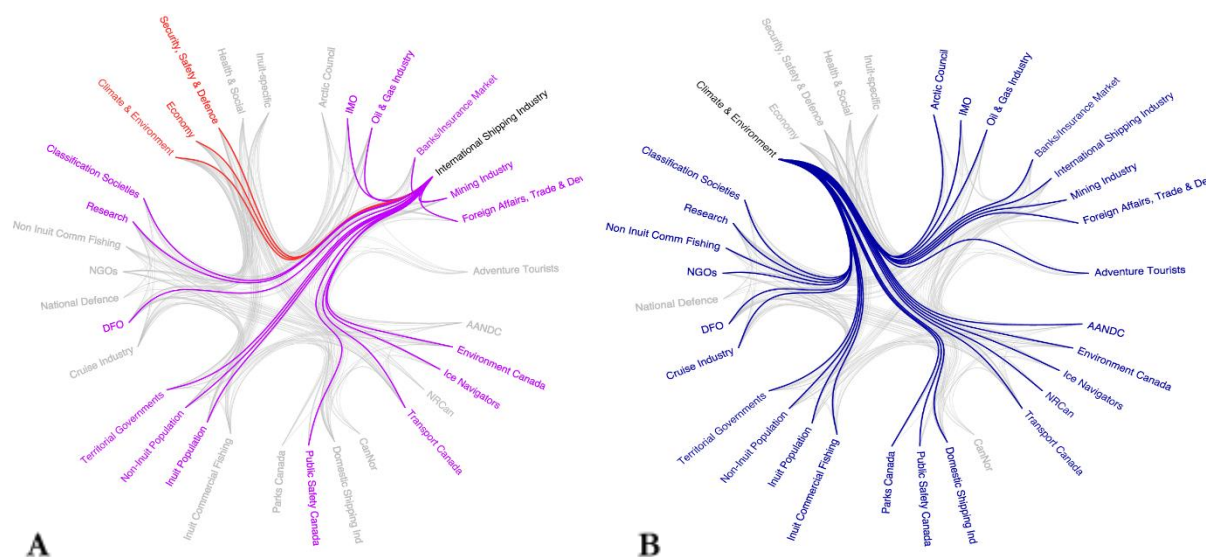 Security, Safety & Defence
Health & Social
Inuit-specific
Arctic Council
IMO
Oil & Gas Industry
Banks/Insurance Market
International Shipping Industry
Mining Industry
Foreign Affairs, Trade & Dev
Adventure Tourists
AANDC
Environment Canada
Ice Navigators
NRCan
Transport Canada
CanNor
Domestic Shipping Ind
Public Safety Canada
Parks Canada
Inuit Commercial Fishing
Inuit Population
Non-Inuit Population
Territorial Governments
Cruise Industry
DFO
National Defence
NGOs
Non Inuit Comm Fishing
Research
Classification Societies
Climate & Environment
Economy
A
Security, Safety & Defence
Health & Social
Inuit-specific
Arctic Council
IMO
Oil & Gas Industry
Banks/Insurance Market
International Shipping Industry
Mining Industry
Foreign Affairs, Trade & De
Adventure Tourists
AANDC
Environment Canada
Ice Navigators
NRCan
Transport Canada
CanNor
Domestic Shipping Ind
Public Safety Canada
Parks Canada
Inuit Commercial Fishing
Inuit Population
Non-Inuit Population
Territorial Governments
Cruise Industry
DFO
National Defence
NGOs
Non Inuit Comm Fishing
Research
Classification Societies
Climate & Environment
Economy
B